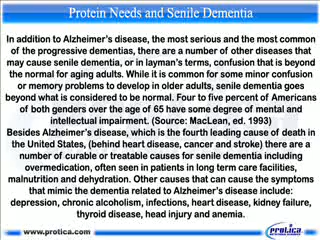 Protein Needs and Senile Dementia
In addition to Alzheimer's disease, the most serious and the most common
of the progressive dementias, there are a number of other diseases that
may cause senile dementia, or in layman's terms, confusion that is beyond
the normal for aging adults. While it is common for some minor confusion
or memory problems to develop in older adults, senile dementia goes
beyond what is considered to be normal. Four to five percent of Americans
of both genders over the age of 65 have some degree of mental and
intellectual impairment. (Source: MacLean, ed. 1993)
Besides Alzheimer's disease, which is the fourth leading cause of death in
the United States, (behind heart disease, cancer and stroke) there are a
number of curable or treatable causes for senile dementia including
overmedication, often seen in patients in long term care facilities,
malnutrition and dehydration. Other causes that can cause the symptoms
that mimic the dementia related to Alzheimer's disease include:
depression, chronic alcoholism, infections, heart disease, kidney failure,
thyroid disease, head injury and anemia.
www.protica.com
protica